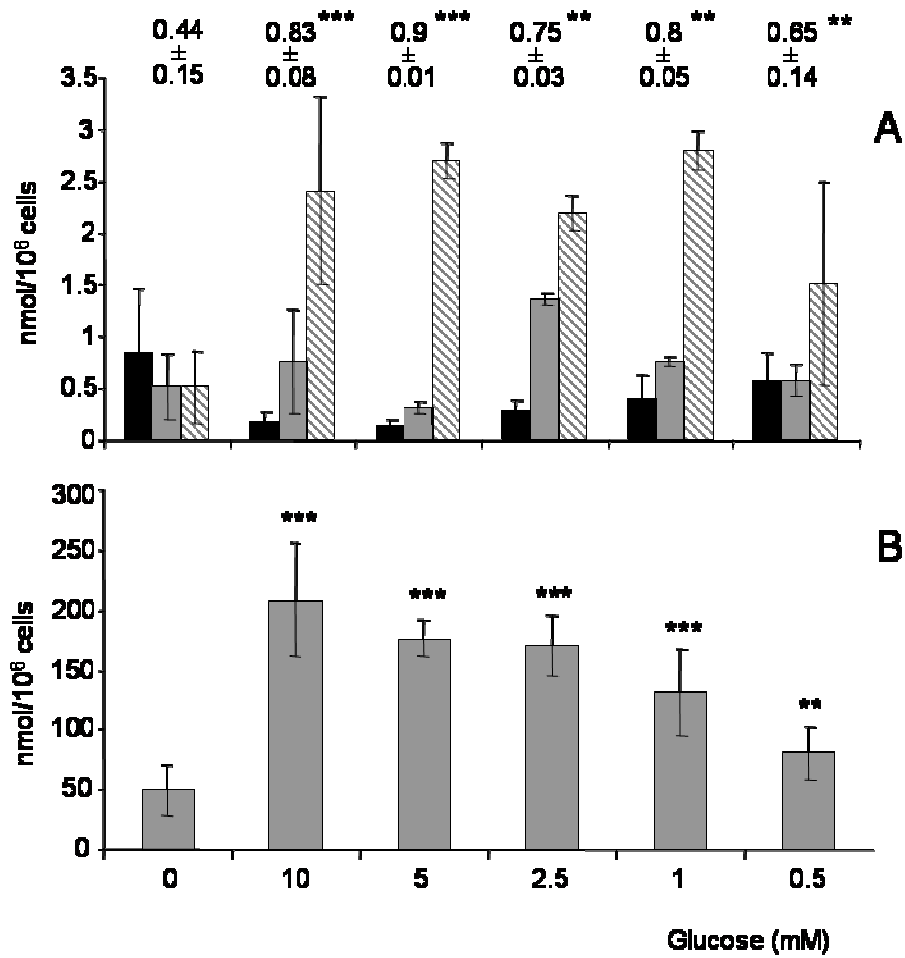 0.44 0.83 *** 0.9 *** 0.75 ** 0.8 ** 0.65 **
± ± ± ± ± ±
0.15 0.08 0.01 0.03 0.05 0.14
A
3.5
3
2.5
2
1.5
1
0.5
0
nmol/10⁶ cells
B
300
250
200
150
100
50
0
nmol/10⁶ cells
*** *** *** *** **
0 10 5 2.5 1 0.5
Glucose (mM)